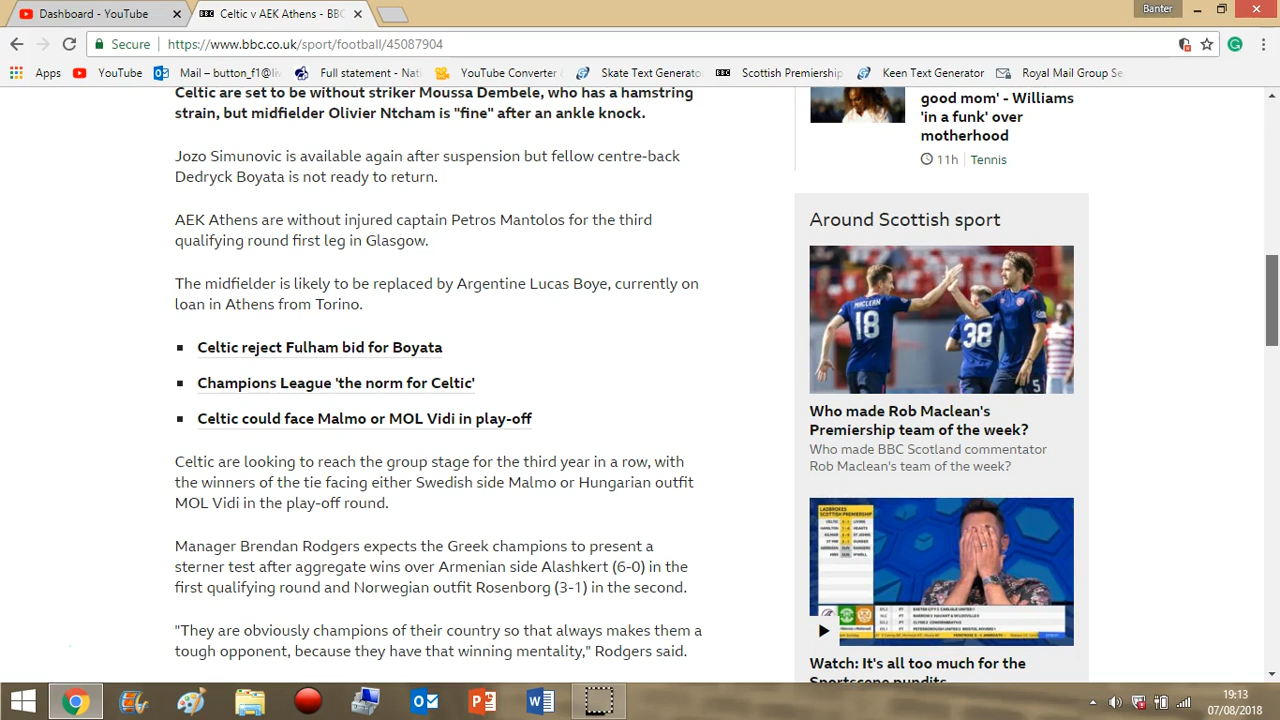 Dashboard - YouTube
Celtic v AEK Athens - BBC
Banter
Secure
https://www.bbc.co.uk/sport/football/45087904
Apps
YouTube
Mail – button_f1@li
Full statement - Nati
YouTube Converter
Skate Text Generato
BBC
Scottish Premiership
Keen Text Generator
Royal Mail Group Se
Celtic are set to be without striker Moussa Dembele, who has a hamstring
strain, but midfielder Olivier Ntcham is "fine" after an ankle knock.
Jozo Simunovic is available again after suspension but fellow centre-back
Dedryck Boyata is not ready to return.
AEK Athens are without injured captain Petros Mantolos for the third
qualifying round first leg in Glasgow.
The midfielder is likely to be replaced by Argentine Lucas Boye, currently on
loan in Athens from Torino.
Celtic reject Fulham bid for Boyata
Champions League 'the norm for Celtic'
Celtic could face Malmo or MOL Vidi in play-off
Celtic are looking to reach the group stage for the third year in a row, with
the winners of the tie facing either Swedish side Malmo or Hungarian outfit
MOL Vidi in the play-off round.
Manager Brendan Rodgers expects the Greek champions to present a
sterner test after aggregate wins over Armenian side Alashkert (6-0) in the
first qualifying round and Norwegian outfit Rosenborg (3-1) in the second.
champions of their country so that always makes them a
tough opponent, because they have that winning mentality," Rodgers said.
good mom' - Williams
'in a funk' over
motherhood
11h
Tennis
Around Scottish sport
MACLEAN
18
38
5
Who made Rob Maclean's
Premiership team of the week?
Who made BBC Scotland commentator
Rob Maclean's team of the week?
LADBROKES
SCOTTISH PREMIERSHIP
Watch: It's all too much for the
Sportscene pundits
19:13
07/08/2018